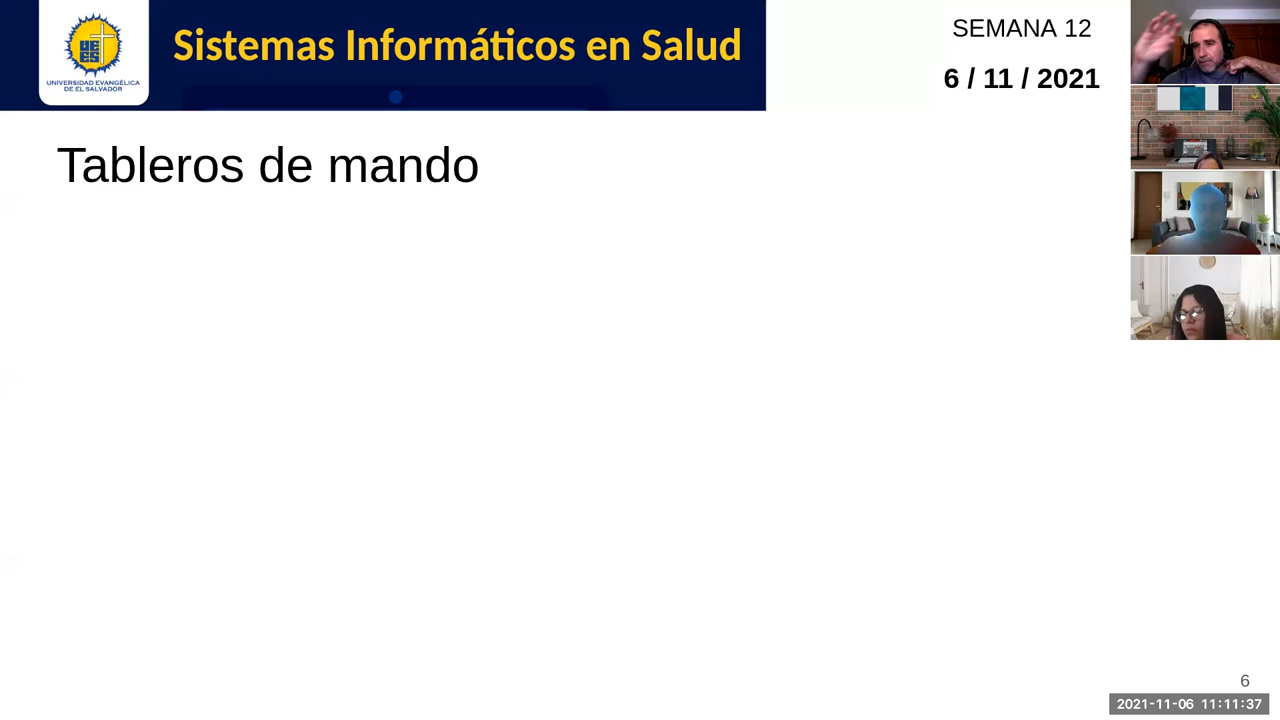 Sistemas Informáticos en Salud
UNIVERSIDAD EVANGÉLICA
DE EL SALVADOR
SEMANA 12
6 / 11 / 2021
Tableros de mando
6
2021-11-06 11:11:37